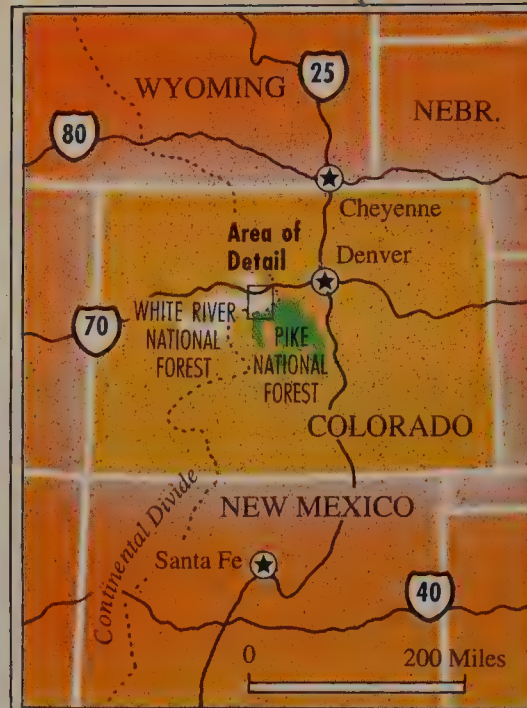 25
WYOMING
NEBR.
80
Cheyenne
Area of
Detail
Denver
WHITE RIVER
NATIONAL
FOREST
70
PIKE
NATIONAL
FOREST
COLORADO
Continental Divide
NEW MEXICO
Santa Fe
40
0 200 Miles